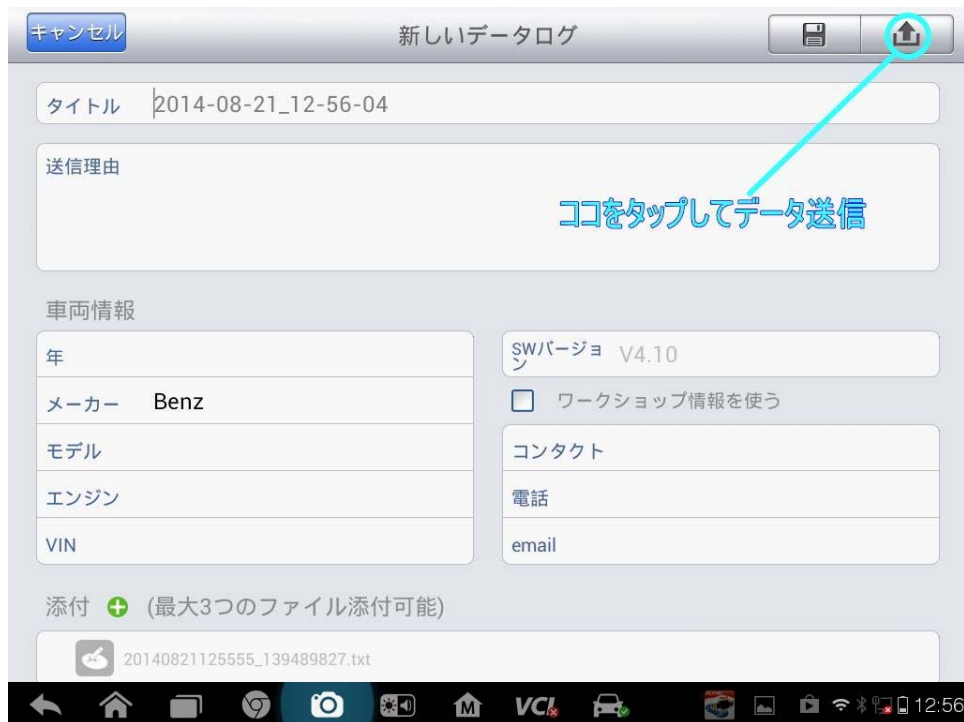 キャンセル
新しいデータログ
タイトル 2014-08-21_12-56-04
送信理由
ココをタップしてデータ送信
車両情報
年
メーカー Benz
モデル
エンジン
VIN
SWバージョ
ン V4.10
ワークショップ情報を使う
コンタクト
電話
email
添付 (最大3つのファイル添付可能)
20140821125555_139489827.txt
M VCI 12:56